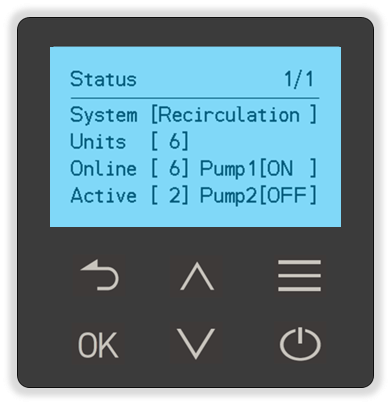 Status 1/1
System [Recirculation ]
Units [ 6]
Online [ 6] Pump1[ON ]
Active [ 2] Pump2[OFF]
OK